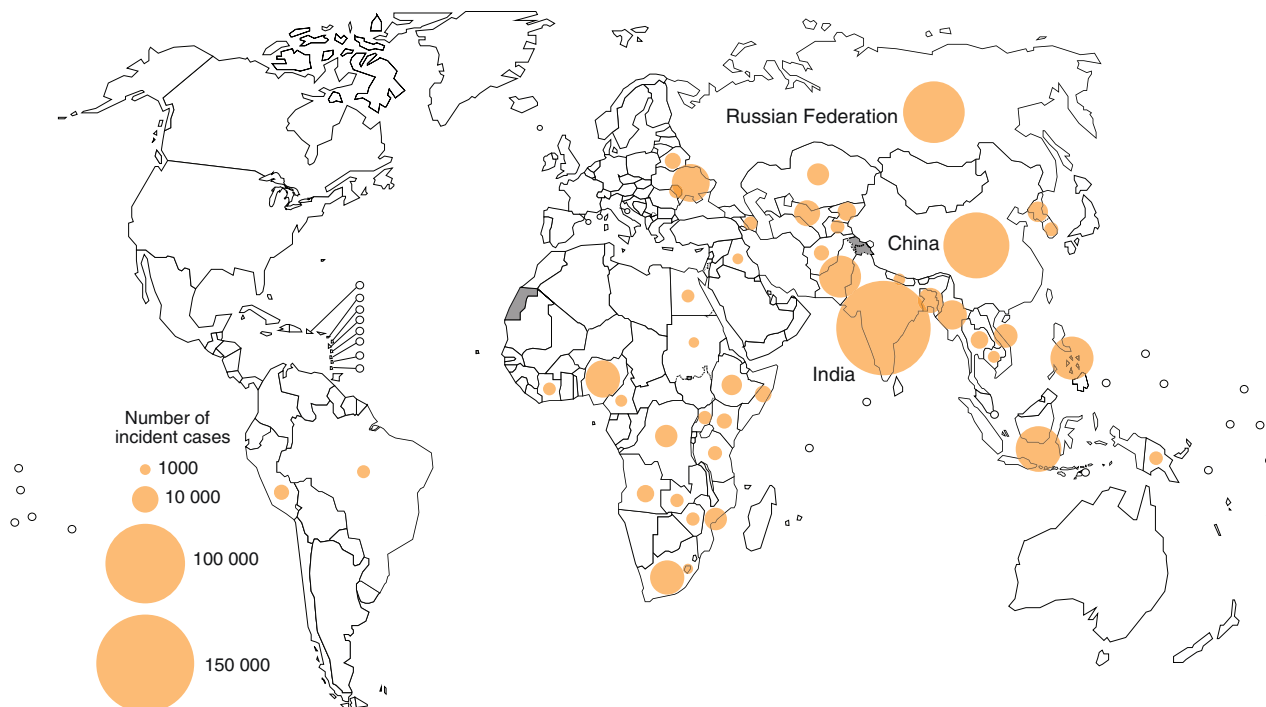 Russian Federation
China
India
Number of
incident cases
1000
10 000
100 000
150 000